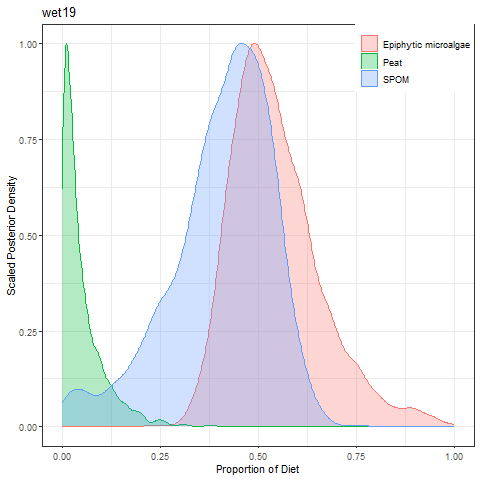 wet19
Epiphytic microalgae
Peat
SPOM
Scaled Posterior Density
1.00
0.75
0.50
0.25
0.00
0.00 0.25 0.50 0.75 1.00
Proportion of Diet